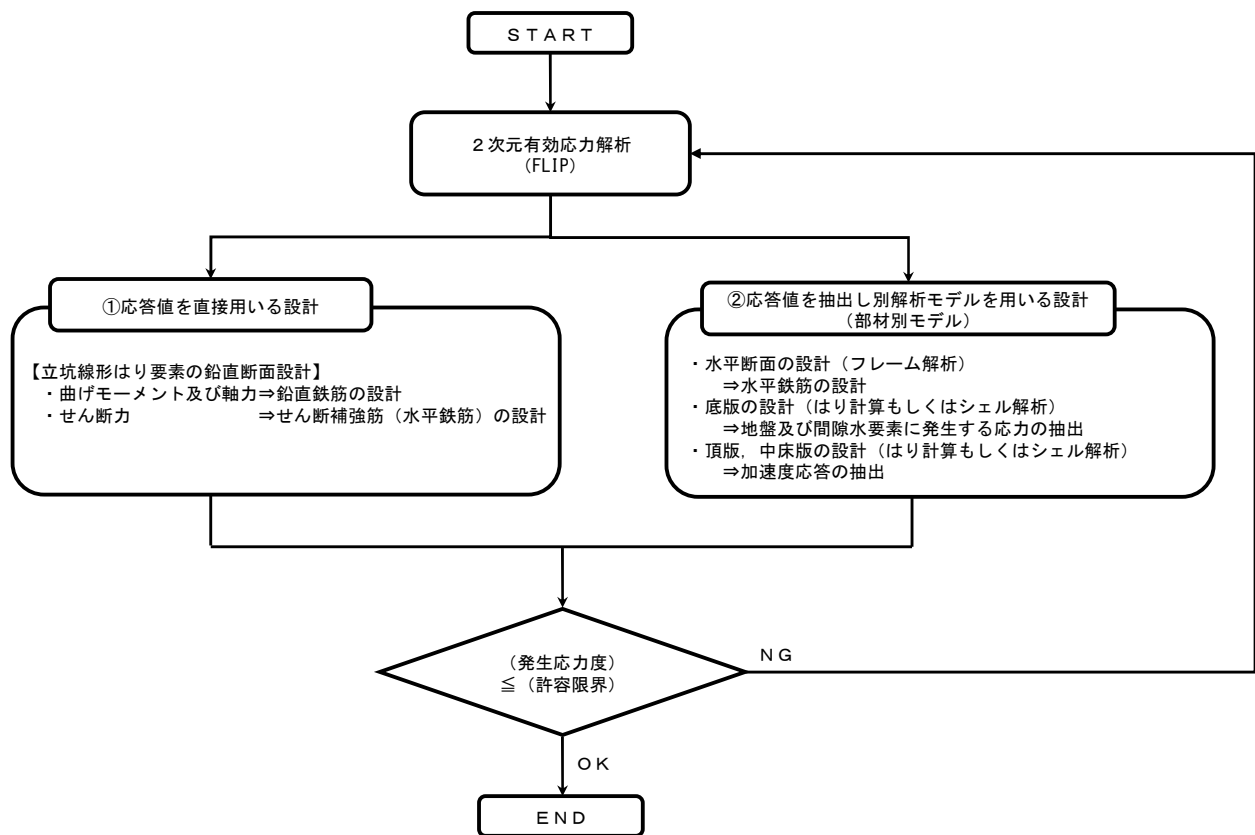 ＳＴＡＲＴ
２次元有効応力解析
(FLIP)
①応答値を直接用いる設計
【立坑線形はり要素の鉛直断面設計】
・曲げモーメント及び軸力⇒鉛直鉄筋の設計
・せん断力　　　　　　　⇒せん断補強筋（水平鉄筋）の設計
②応答値を抽出し別解析モデルを用いる設計
（部材別モデル）
・水平断面の設計（フレーム解析）
⇒水平鉄筋の設計
・底版の設計（はり計算もしくはシェル解析）
⇒地盤及び間隙水要素に発生する応力の抽出
・頂版，中床版の設計（はり計算もしくはシェル解析）
⇒加速度応答の抽出
（発生応力度）
≦（許容限界）
ＮＧ
ＯＫ
ＥＮＤ